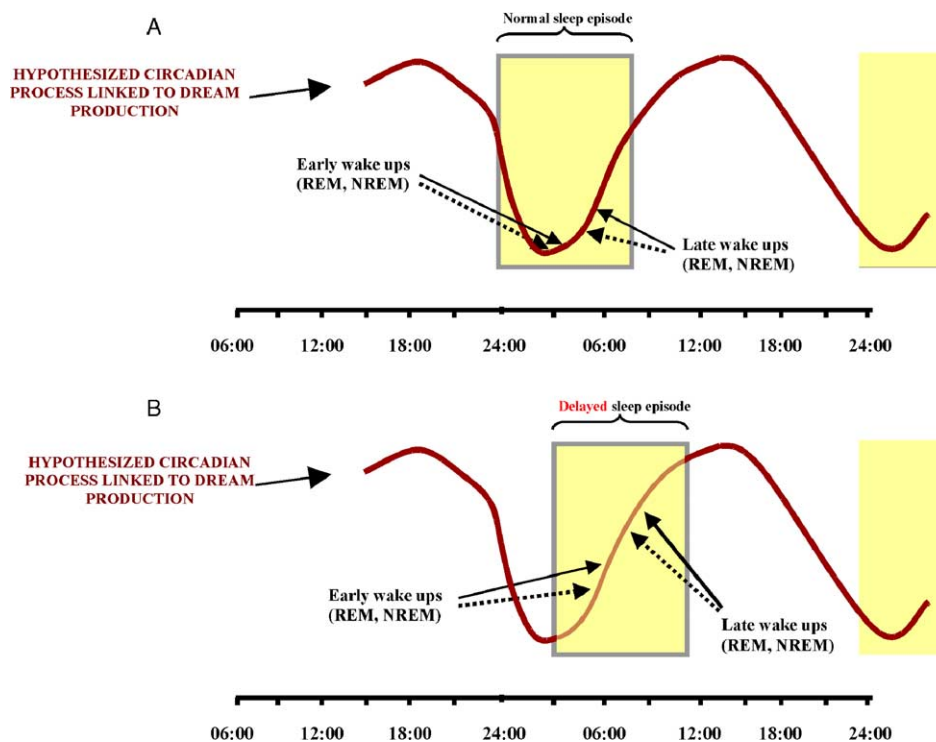 A
Normal sleep episode
HYPOTHESIZED CIRCADIAN
PROCESS LINKED TO DREAM
PRODUCTION
Early wake ups
(REM, NREM)
Late wake ups
(REM, NREM)
06:00 12:00 18:00 24:00 06:00 12:00 18:00 24:00
B
Delayed sleep episode
HYPOTHESIZED CIRCADIAN
PROCESS LINKED TO DREAM
PRODUCTION
Early wake ups
(REM, NREM)
Late wake ups
(REM, NREM)
06:00 12:00 18:00 24:00 06:00 12:00 18:00 24:00